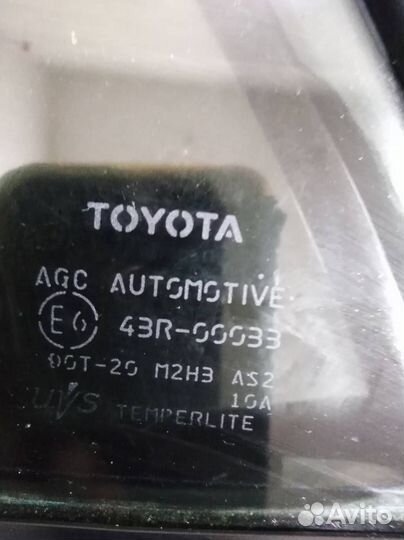 TOYOTA
AGC AUTOMOTIVE
E6 43R-00033
DOT-20 M2H3 AS2
10A
UVS TEMPERLITE
Avito